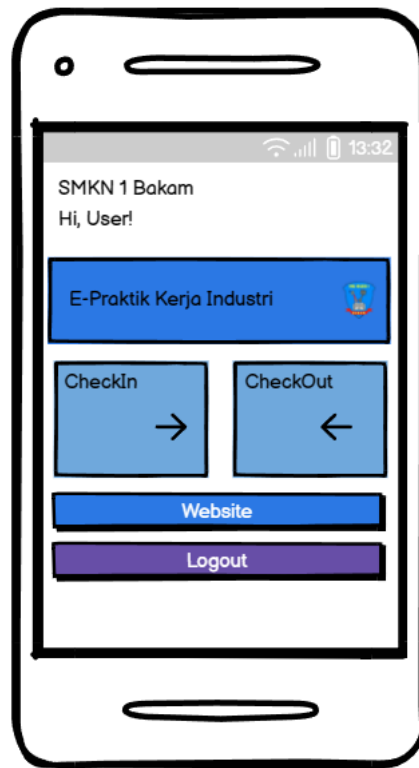 13:32
SMKN 1 Bakam
Hi, User!
E-Praktik Kerja Industri
CheckIn
CheckOut
Website
Logout